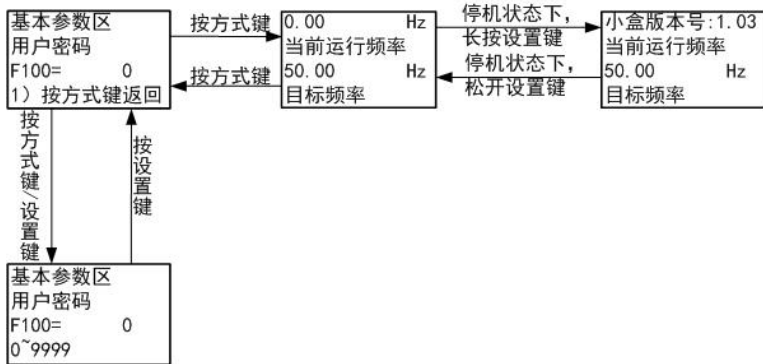 基本参数区
用户密码
F100= 0
1）按方式键返回
按方式键
按方式键
0.00 Hz
当前运行频率
50.00 Hz
目标频率
停机状态下，
长按设置键
停机状态下，
松开设置键
小盒版本号:1.03
当前运行频率
50.00 Hz
目标频率
按方式键/设置键
按设置键
基本参数区
用户密码
F100= 0
0~9999